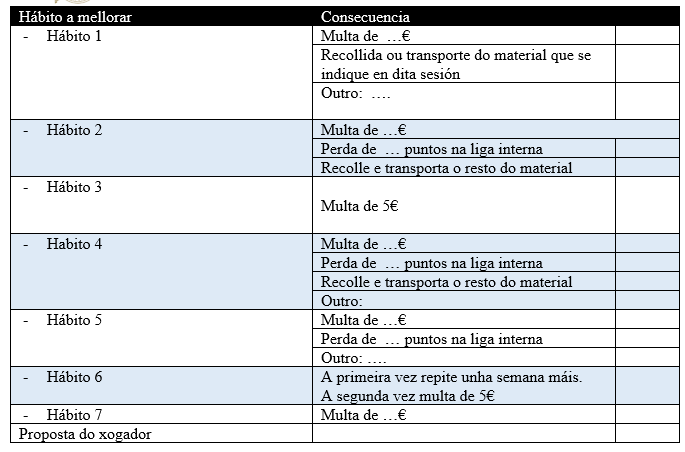 Hábito a mellorar
Consecuencia
- Hábito 1
Multa de …€
Recollida ou transporte do material que se
indique en dita sesión
Outro: ….
- Hábito 2
Multa de …€
Perda de … puntos na liga interna
Recolle e transporta o resto do material
- Hábito 3
Multa de 5€
- Habito 4
Multa de …€
Perda de … puntos na liga interna
Recolle e transporta o resto do material
Outro:
- Hábito 5
Multa de …€
Perda de … puntos na liga interna
Outro: ….
- Hábito 6
A primeira vez repite unha semana máis.
A segunda vez multa de 5€
- Hábito 7
Multa de …€
Proposta do xogador